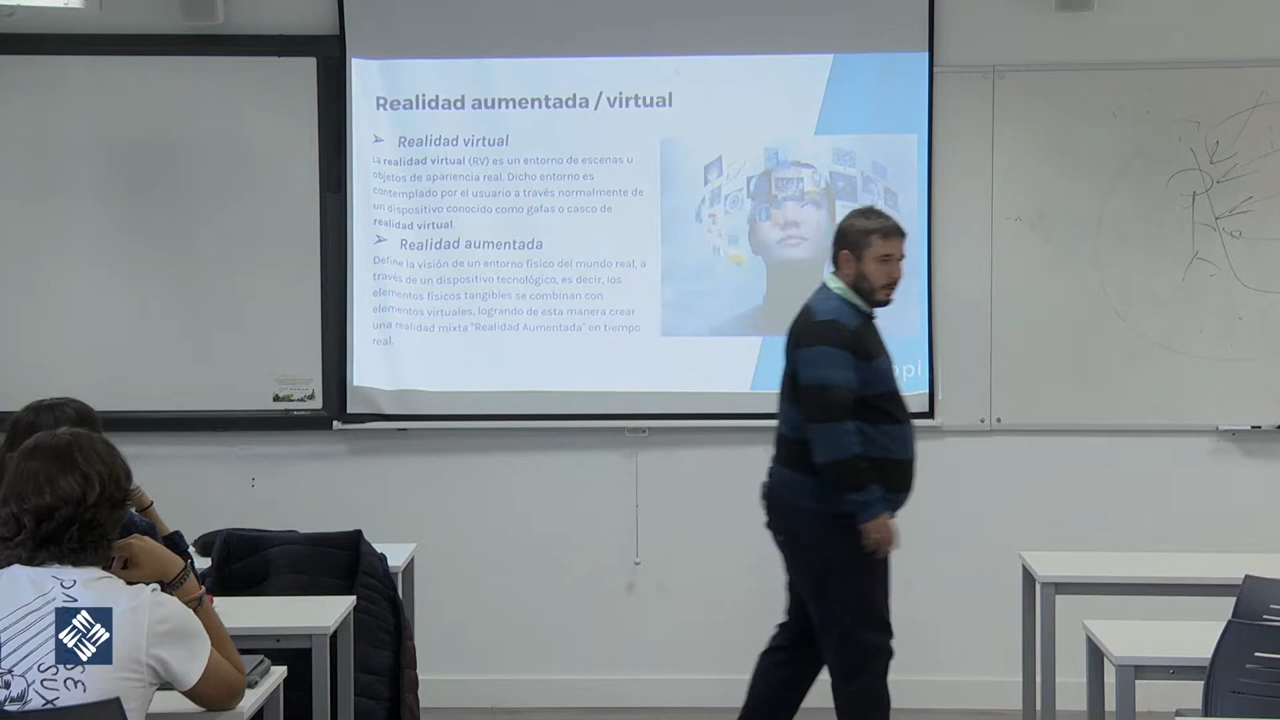 Realidad aumentada / virtual
➤ Realidad virtual
La realidad virtual (RV) es un entorno de escenas u
objetos de apariencia real. Dicho entorno es
contemplado por el usuario a través normalmente de
un dispositivo conocido como gafas o casco de
realidad virtual.
➤ Realidad aumentada
Define la visión de un entorno físico del mundo real, a
través de un dispositivo tecnológico, es decir, los
elementos físicos tangibles se combinan con
elementos virtuales, logrando de esta manera crear
una realidad mixta "Realidad Aumentada" en tiempo
real.